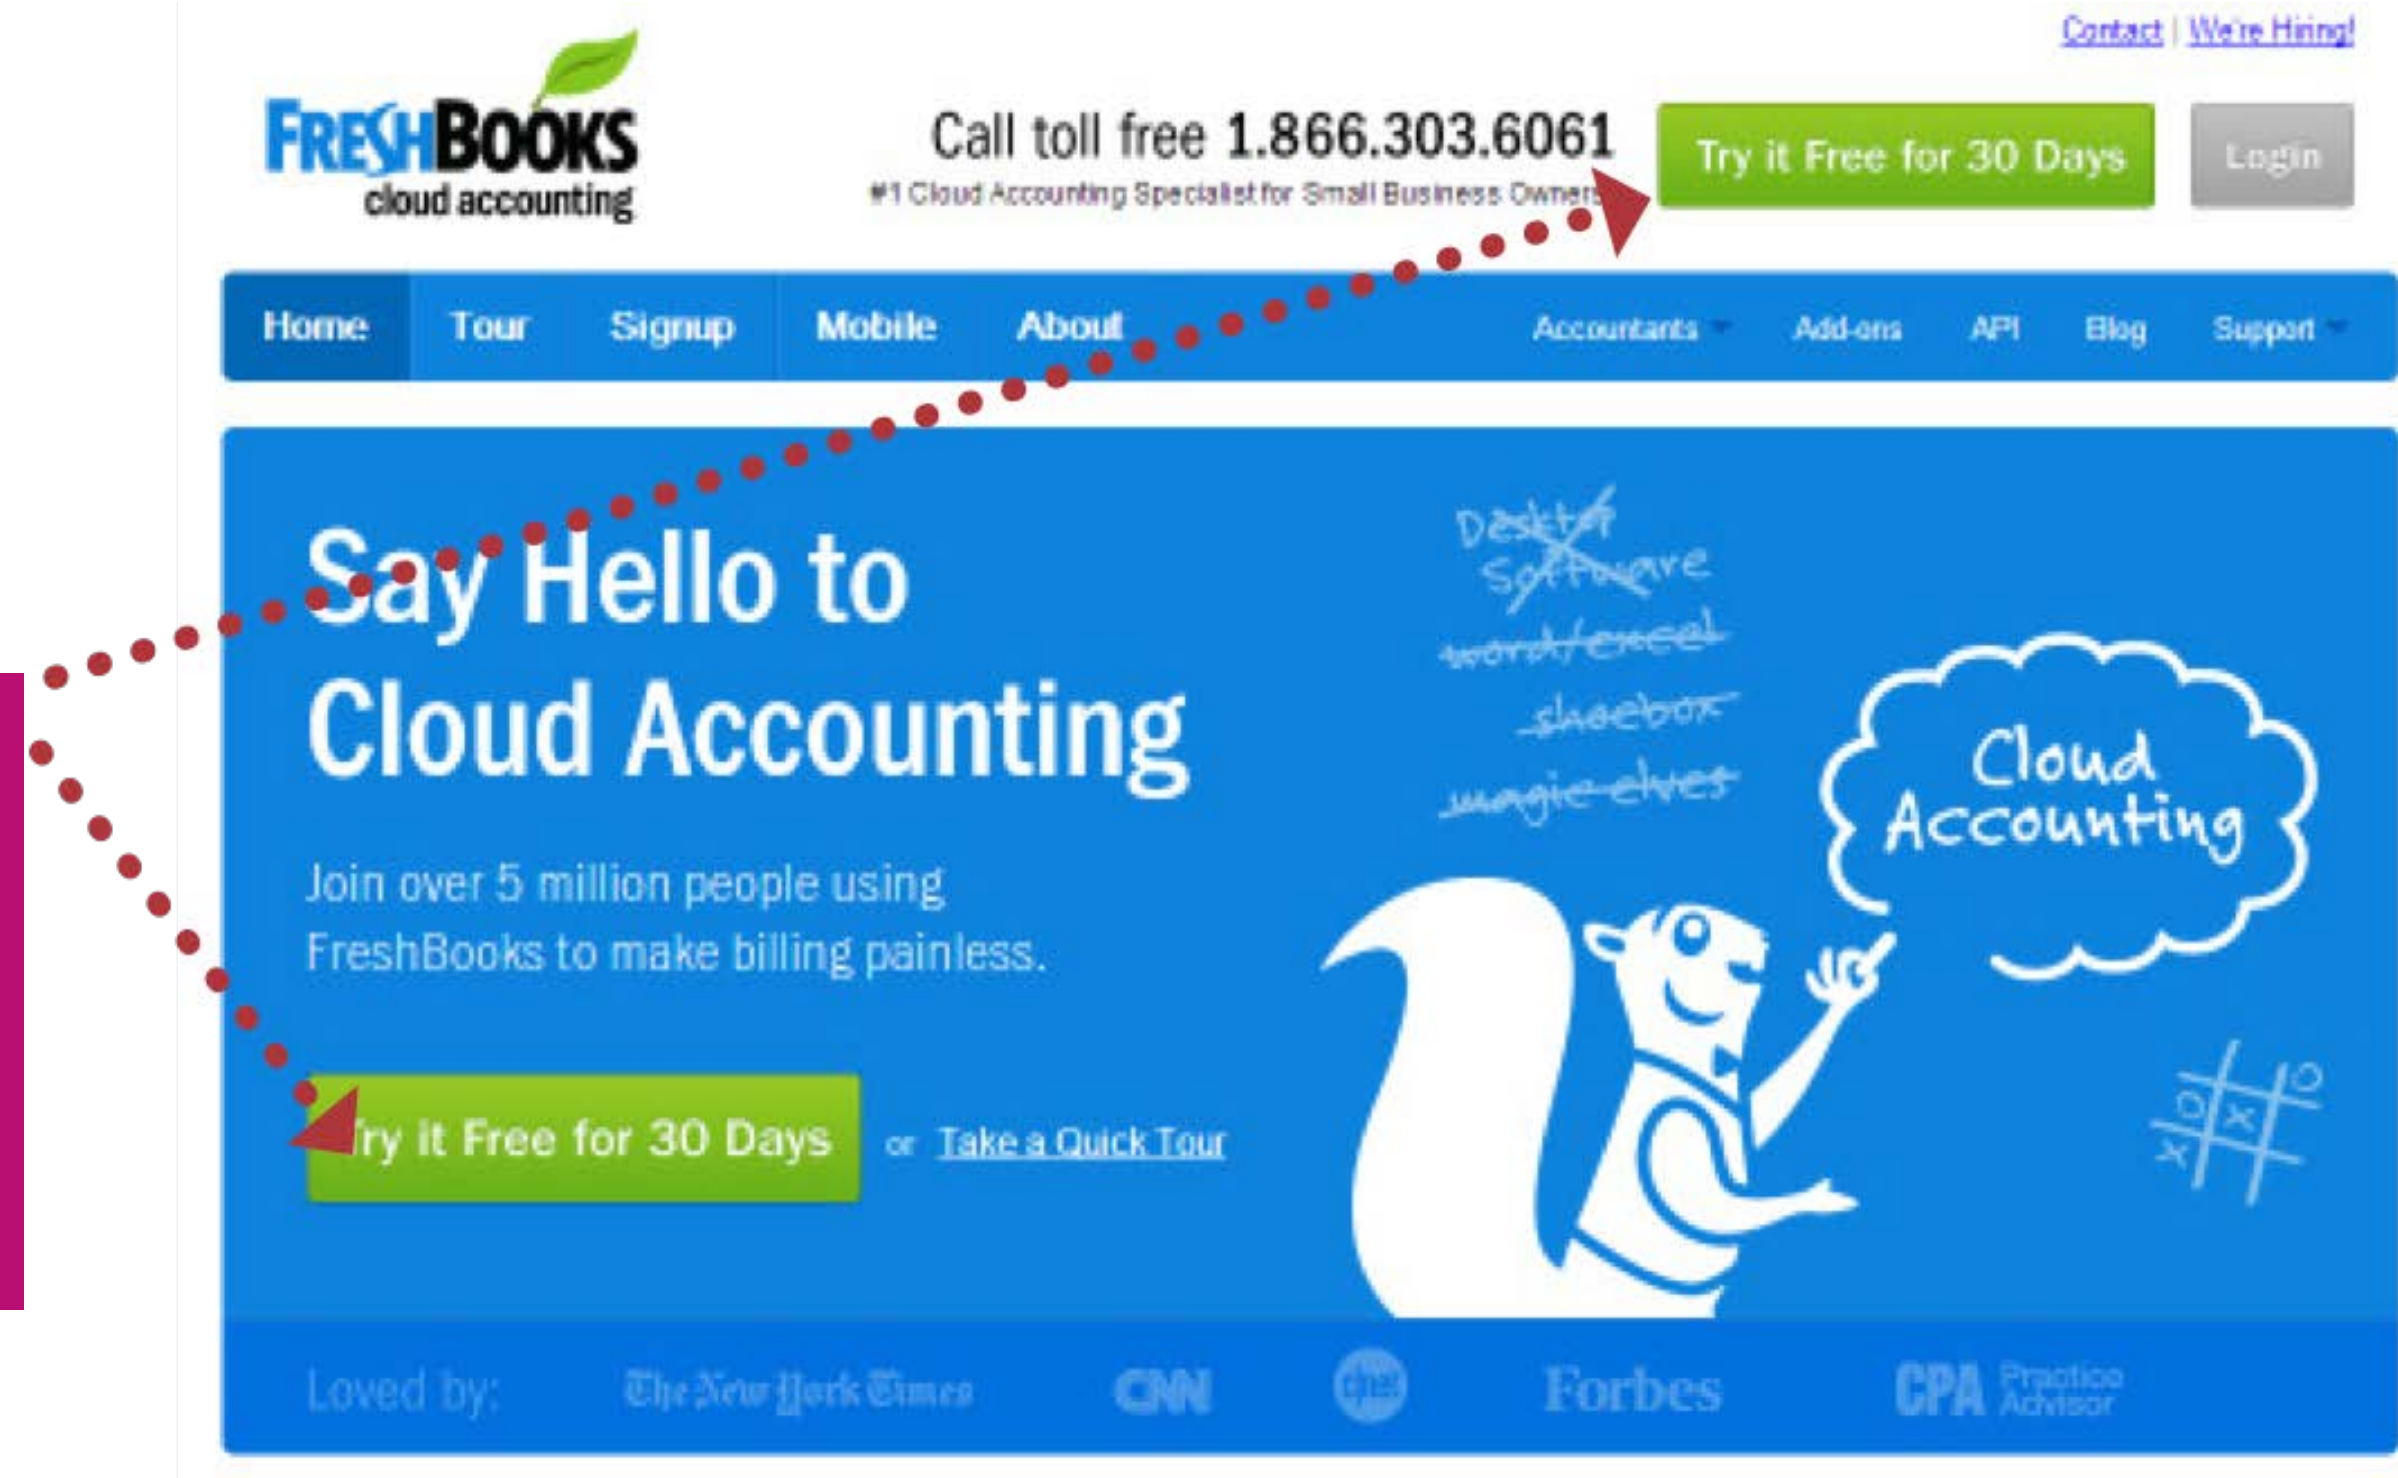 Contact | We're Hiring!
FRESHBOOKS
cloud accounting
Call toll free 1.866.303.6061
#1 Cloud Accounting Specialist for Small Business Owners
Try it Free for 30 Days
Login
Home Tour Signup Mobile About Accountants Add-ons API Blog Support
Say Hello to
Cloud Accounting
Join over 5 million people using
FreshBooks to make billing painless.
Try it Free for 30 Days or Take a Quick Tour
Desktop
Software
word/excel
shoebox
magic elves
Cloud
Accounting
O
O X
X
Loved by: The New York Times CNN cnet Forbes CPA Practice Advisor